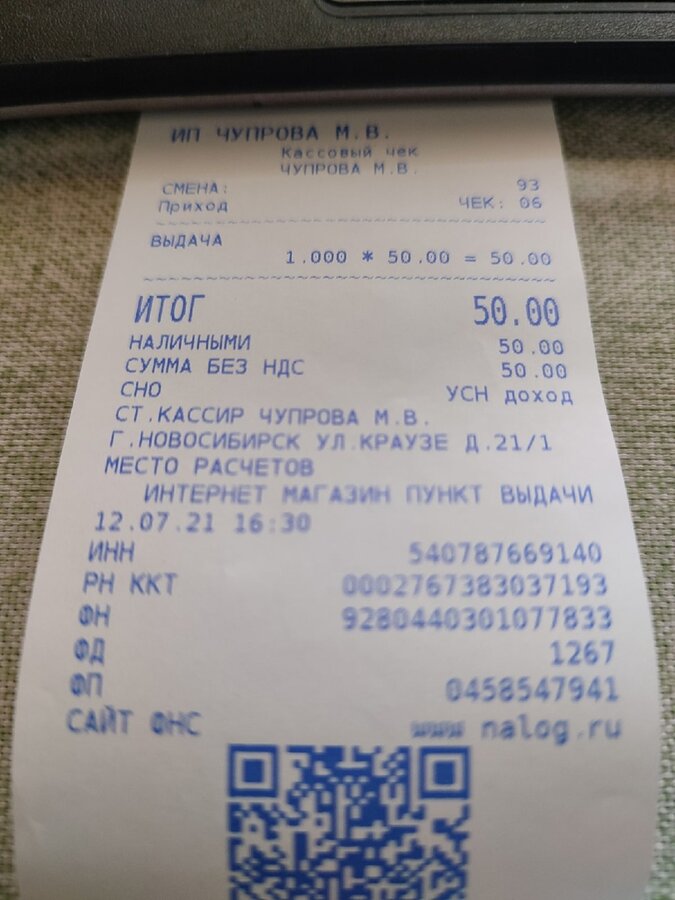 ИП ЧУПРОВА М.В.
Кассовый чек
ЧУПРОВА М.В.
СМЕНА: 93
Приход ЧЕК: 06
ВЫДАЧА
1.000 * 50.00 = 50.00
ИТОГ 50.00
НАЛИЧНЫМИ 50.00
СУММА БЕЗ НДС 50.00
СНО УСН доход
СТ.КАССИР ЧУПРОВА М.В.
Г.НОВОСИБИРСК УЛ.КРАУЗЕ Д.21/1
МЕСТО РАСЧЕТОВ
ИНТЕРНЕТ МАГАЗИН ПУНКТ ВЫДАЧИ
12.07.21 16:30
ИНН 540787669140
РН ККТ 0002767383037193
ФН 9280440301077833
ФД 1267
ФП 0458547941
САЙТ ФНС www nalog.ru